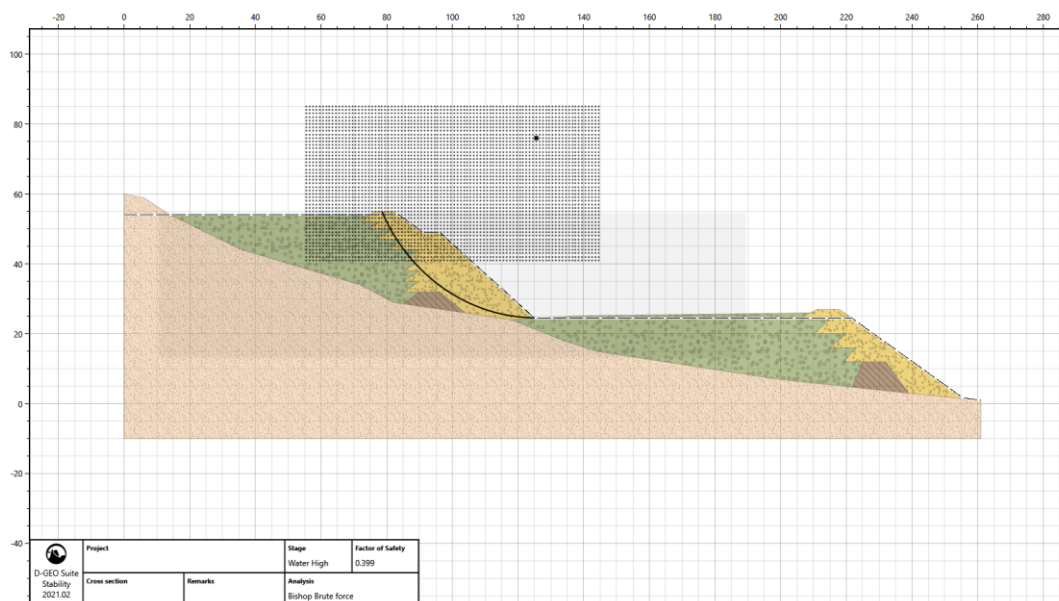 -20 0 20 40 60 80 100 120 140 160 180 200 220 240 260 280
100
80
60
40
20
0
-20
-40
D-GEO Suite
Stability
2021.02
Project
Stage
Water High
Factor of Safety
0.399
Cross section
Remarks
Analysis
Bishop Brute force